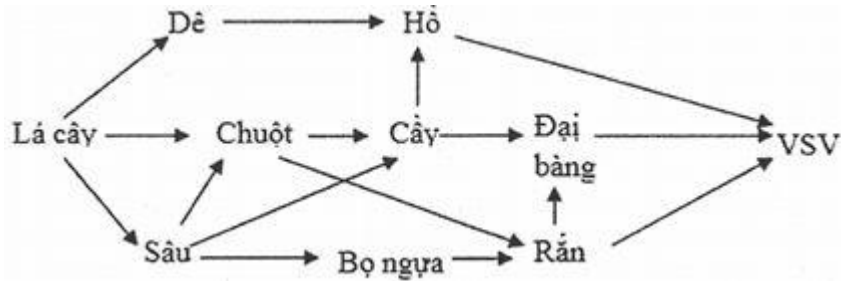 Dê
Hổ
Lá cây
Chuột
Cầy
Đại
bàng
VSV
Sâu
Bọ ngựa
Rắn